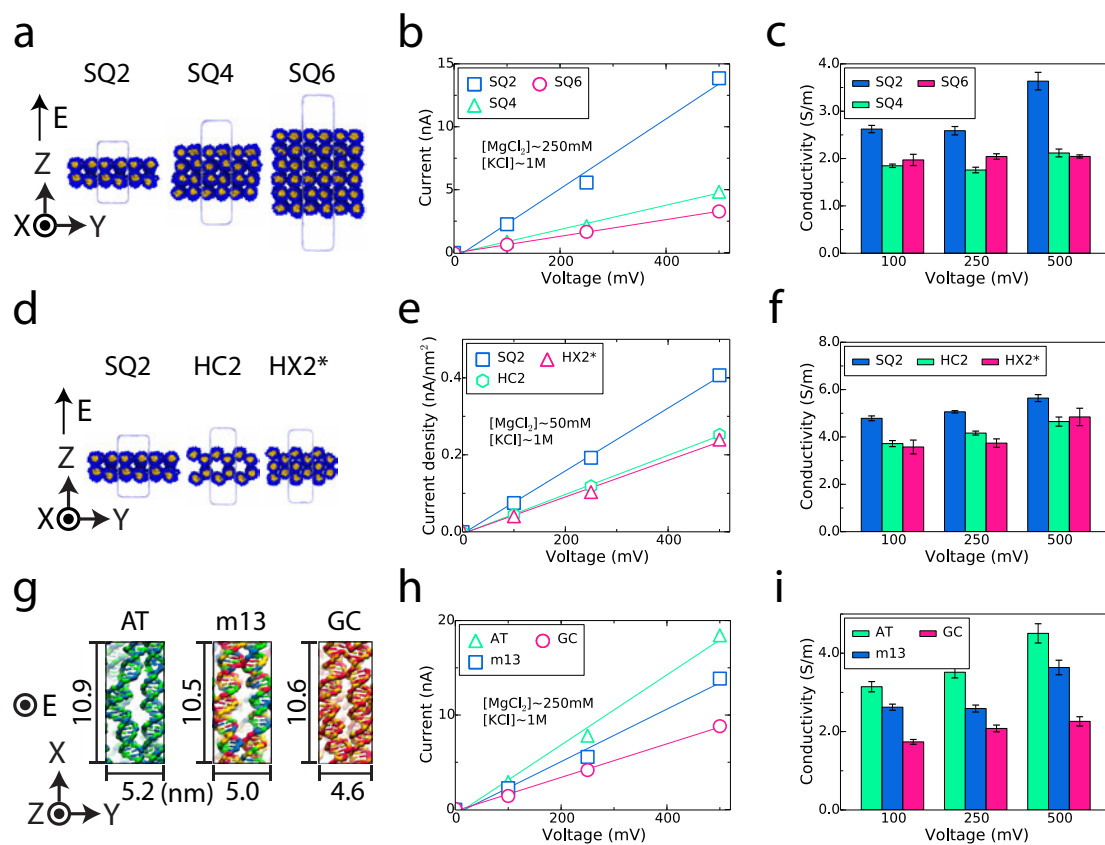 a
SQ2 SQ4 SQ6
E
Z
X Y
b
Current (nA)
15
10
5
0
SQ2 SQ6
SQ4
[MgCl2]~250mM
[KCl]~1M
0 200 400
Voltage (mV)
c
Conductivity (S/m)
4.0
2.0
0.0
SQ2 SQ6
SQ4
100 250 500
Voltage (mV)
d
SQ2 HC2 HX2*
E
Z
X Y
e
Current density (nA/nm²)
0.4
0.2
0.0
SQ2 HX2*
HC2
[MgCl2]~50mM
[KCl]~1M
0 200 400
Voltage (mV)
f
Conductivity (S/m)
8.0
6.0
4.0
2.0
0.0
SQ2 HC2 HX2*
100 250 500
Voltage (mV)
g
AT m13 GC
E
10.9 10.5 10.6
X
Z Y
5.2 (nm) 5.0 4.6
h
Current (nA)
20
10
0
AT GC
m13
[MgCl2]~250mM
[KCl]~1M
0 200 400
Voltage (mV)
i
Conductivity (S/m)
4.0
2.0
0.0
AT GC
m13
100 250 500
Voltage (mV)